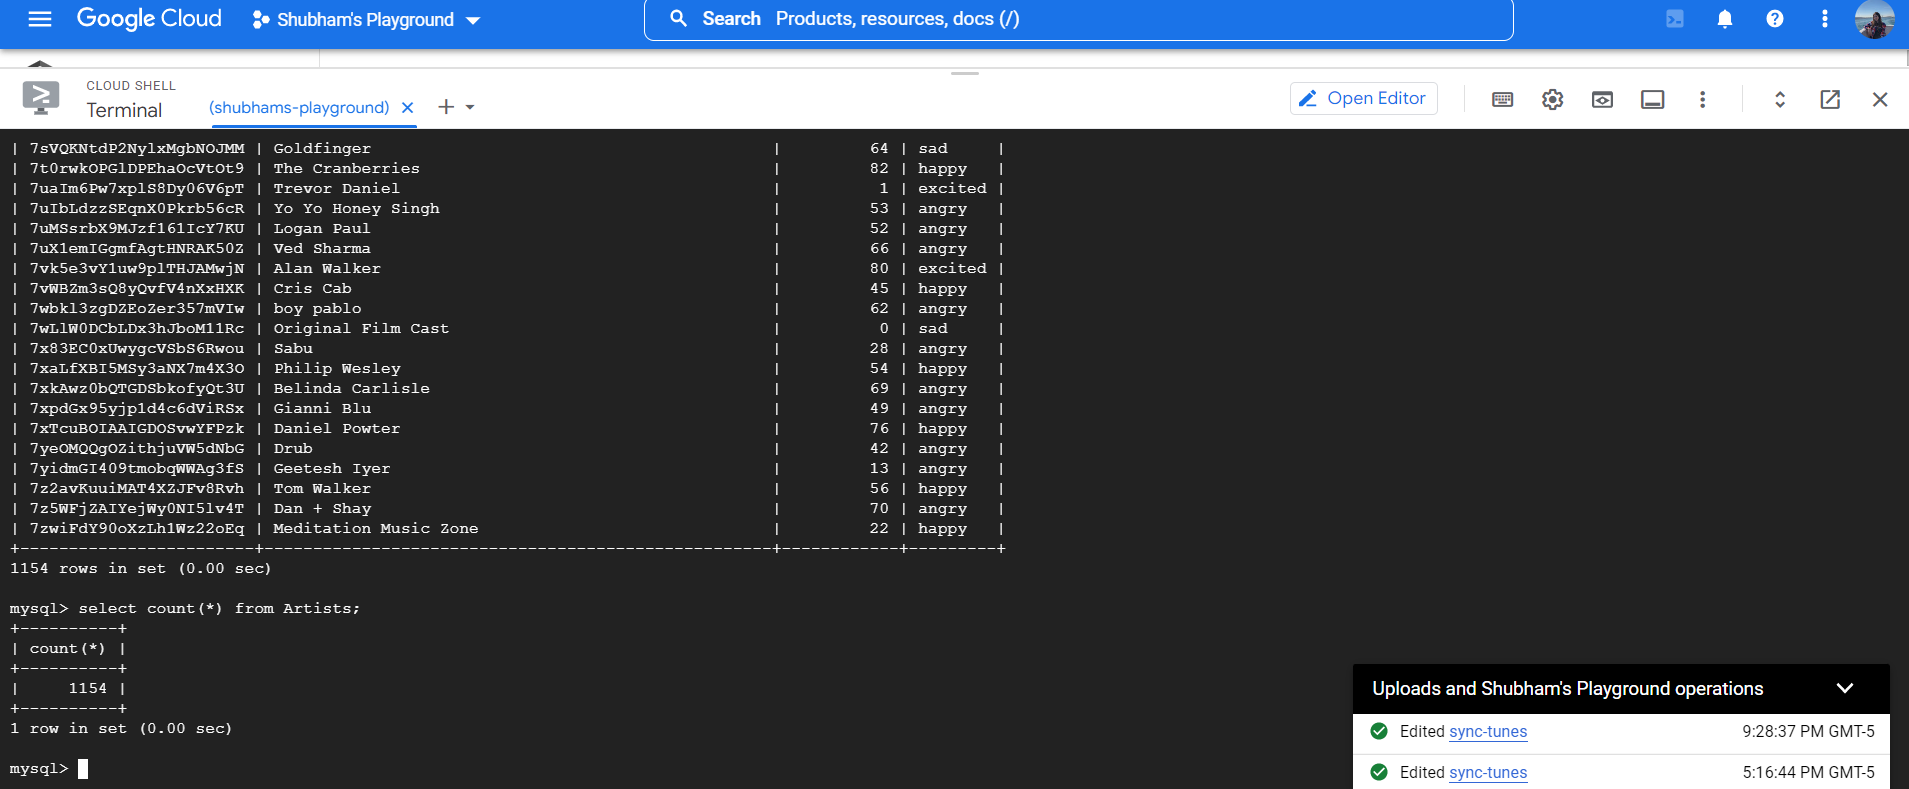 Google Cloud Shubham's Playground Search Products, resources, docs (/)
CLOUD SHELL
Terminal (shubhams-playground) Open Editor
| 7sVQKNtdP2NylxMgbNOJMM | Goldfinger | 64 | sad |
| 7t0rwkOPGlDPEhaOcVtOt9 | The Cranberries | 82 | happy |
| 7uaIm6Pw7xplS8Dy06V6pT | Trevor Daniel | 1 | excited |
| 7uIbLdzzSEqnX0Pkrb56cR | Yo Yo Honey Singh | 53 | angry |
| 7uMSsrbX9MJzf161IcY7KU | Logan Paul | 52 | angry |
| 7uX1emIGgmfAgtHNRAK50Z | Ved Sharma | 66 | angry |
| 7vk5e3vY1uw9plTHJAMwjN | Alan Walker | 80 | excited |
| 7vWBZm3sQ8yQvfV4nXxHXK | Cris Cab | 45 | happy |
| 7wbkl3zgDZEoZer357mVIw | boy pablo | 62 | angry |
| 7wLlW0DCbLDx3hJboM11Rc | Original Film Cast | 0 | sad |
| 7x83EC0xUwygcVSbS6Rwou | Sabu | 28 | angry |
| 7xaLfXBI5MSy3aNX7m4X3O | Philip Wesley | 54 | happy |
| 7xkAwz0bQTGDSbkofyQt3U | Belinda Carlisle | 69 | angry |
| 7xpdGx95yjp1d4c6dViRSx | Gianni Blu | 49 | angry |
| 7xTcuBOIAAIGDOSvwYFPzk | Daniel Powter | 76 | happy |
| 7yeOMQQgOZithjuVW5dNbG | Drub | 42 | angry |
| 7yidmGI409tmobqWWAg3fS | Geetesh Iyer | 13 | angry |
| 7z2avKuuiMAT4XZJFv8Rvh | Tom Walker | 56 | happy |
| 7z5WFjZAIYejWy0NI5lv4T | Dan + Shay | 70 | angry |
| 7zwiFdY90oXzLh1Wz22oEq | Meditation Music Zone | 22 | happy |
+------------------------+----------------------------------------------------+------------+---------+
1154 rows in set (0.00 sec)
mysql> select count(*) from Artists;
+----------+
| count(*) |
+----------+
| 1154 |
+----------+
1 row in set (0.00 sec)
mysql>
Uploads and Shubham's Playground operations
Edited sync-tunes 9:28:37 PM GMT-5
Edited sync-tunes 5:16:44 PM GMT-5